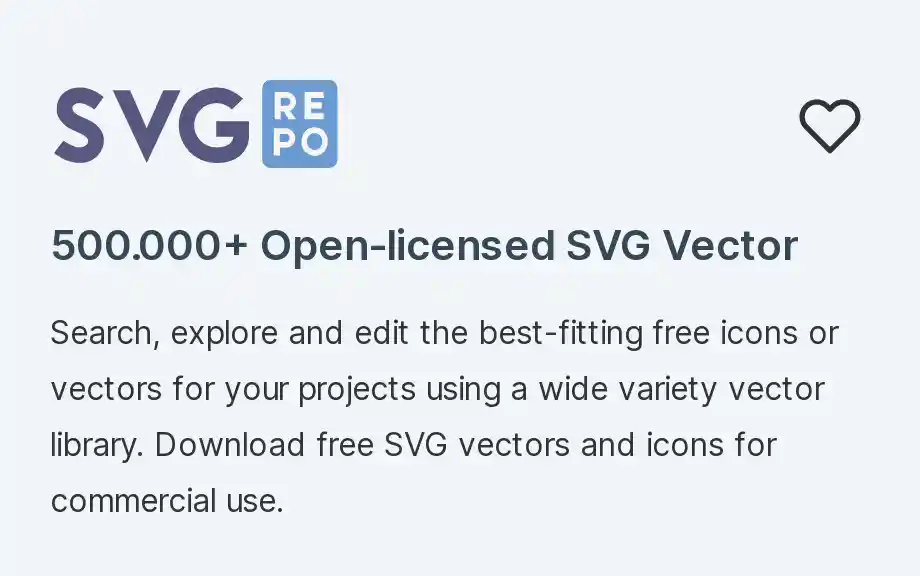 SVG REPO
500.000+ Open-licensed SVG Vector
Search, explore and edit the best-fitting free icons or
vectors for your projects using a wide variety vector
library. Download free SVG vectors and icons for
commercial use.